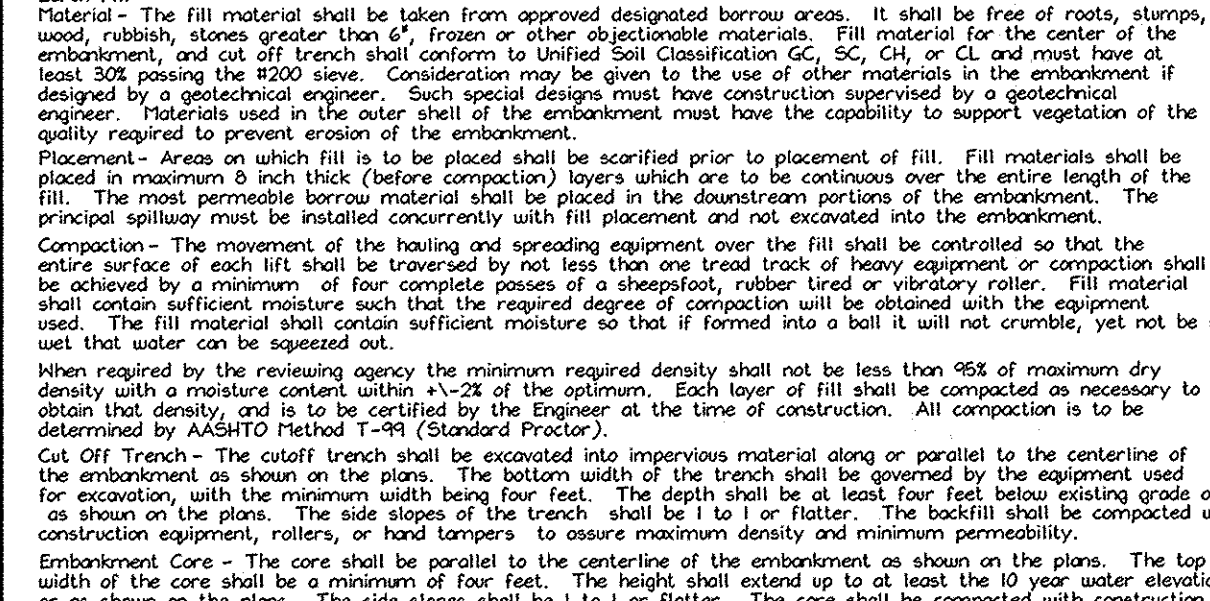 Material - The fill material shall be taken from approved designated borrow areas. It shall be free of roots, stumps,
wood, rubbish, stones greater than 6", frozen or other objectionable materials. Fill material for the center of the
embankment, and cut off trench shall conform to Unified Soil Classification GC, SC, CH, or CL and must have at
least 30% passing the #200 sieve. Consideration may be given to the use of other materials in the embankment if
designed by a geotechnical engineer. Such special designs must have construction supervised by a geotechnical
engineer. Materials used in the outer shell of the embankment must have the capability to support vegetation of the
quality required to prevent erosion of the embankment.
Placement - Areas on which fill is to be placed shall be scarified prior to placement of fill. Fill materials shall be
placed in maximum 8 inch thick (before compaction) layers which are to be continuous over the entire length of the
fill. The most permeable borrow material shall be placed in the downstream portions of the embankment. The
principal spillway must be installed concurrently with fill placement and not excavated into the embankment.
Compaction - The movement of the hauling and spreading equipment over the fill shall be controlled so that the
entire surface of each lift shall be traversed by not less than one tread track of heavy equipment or compaction shall
be achieved by a minimum of four complete passes of a sheepsfoot, rubber tired or vibratory roller. Fill material
shall contain sufficient moisture such that the required degree of compaction will be obtained with the equipment
used. The fill material shall contain sufficient moisture so that if formed into a ball it will not crumble, yet not be
wet that water can be squeezed out.
When required by the reviewing agency the minimum required density shall not be less than 95% of maximum dry
density with a moisture content within +\-2% of the optimum. Each layer of fill shall be compacted as necessary to
obtain that density, and is to be certified by the Engineer at the time of construction. All compaction is to be
determined by AASHTO Method T-99 (Standard Proctor).
Cut Off Trench - The cutoff trench shall be excavated into impervious material along or parallel to the centerline of
the embankment as shown on the plans. The bottom width of the trench shall be governed by the equipment used
for excavation, with the minimum width being four feet. The depth shall be at least four feet below existing grade
as shown on the plans. The side slopes of the trench shall be 1 to 1 or flatter. The backfill shall be compacted
construction equipment, rollers, or hand tampers to assure maximum density and minimum permeability.
Embankment Core - The core shall be parallel to the centerline of the embankment as shown on the plans. The top
width of the core shall be a minimum of four feet. The height shall extend up to at least the 10 year water elevatio
or as shown on the plans. The side slopes shall be 1 to 1 or flatter. The core shall be compacted with construction